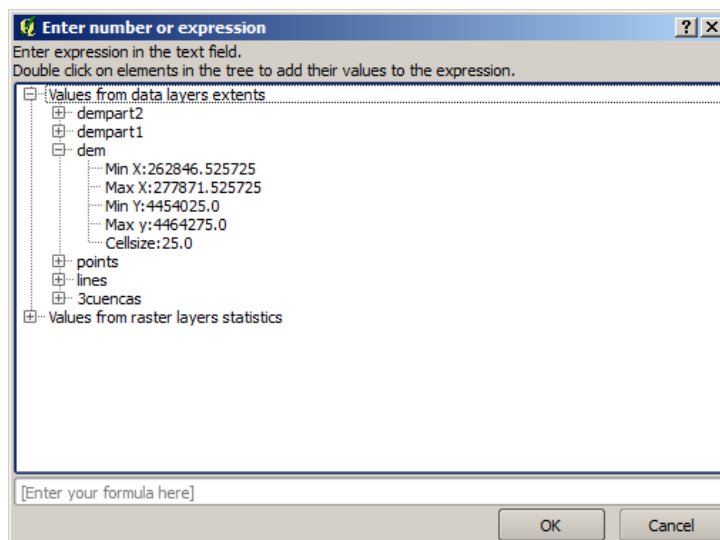 Enter number or expression
Enter expression in the text field.
Double click on elements in the tree to add their values to the expression.
Values from data layers extents
dempart2
dempart1
dem
Min X:262846.525725
Max X:277871.525725
Min Y:4454025.0
Max y:4464275.0
Cellsize:25.0
points
lines
3cuencas
Values from raster layers statistics
[Enter your formula here]
OK
Cancel